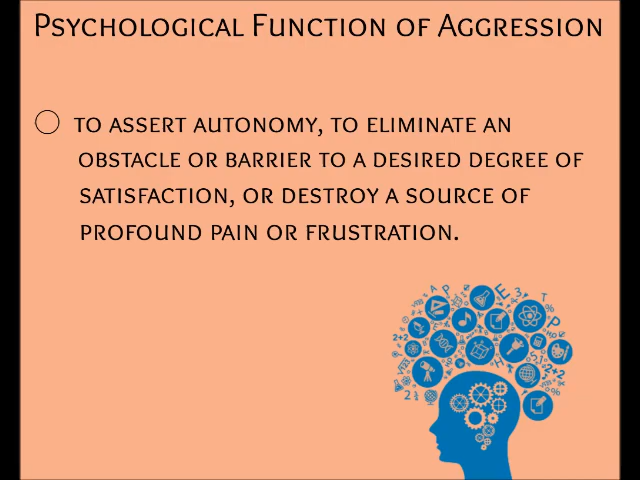 Psychological Function of Aggression
to assert autonomy, to eliminate an
obstacle or barrier to a desired degree of
satisfaction, or destroy a source of
profound pain or frustration.